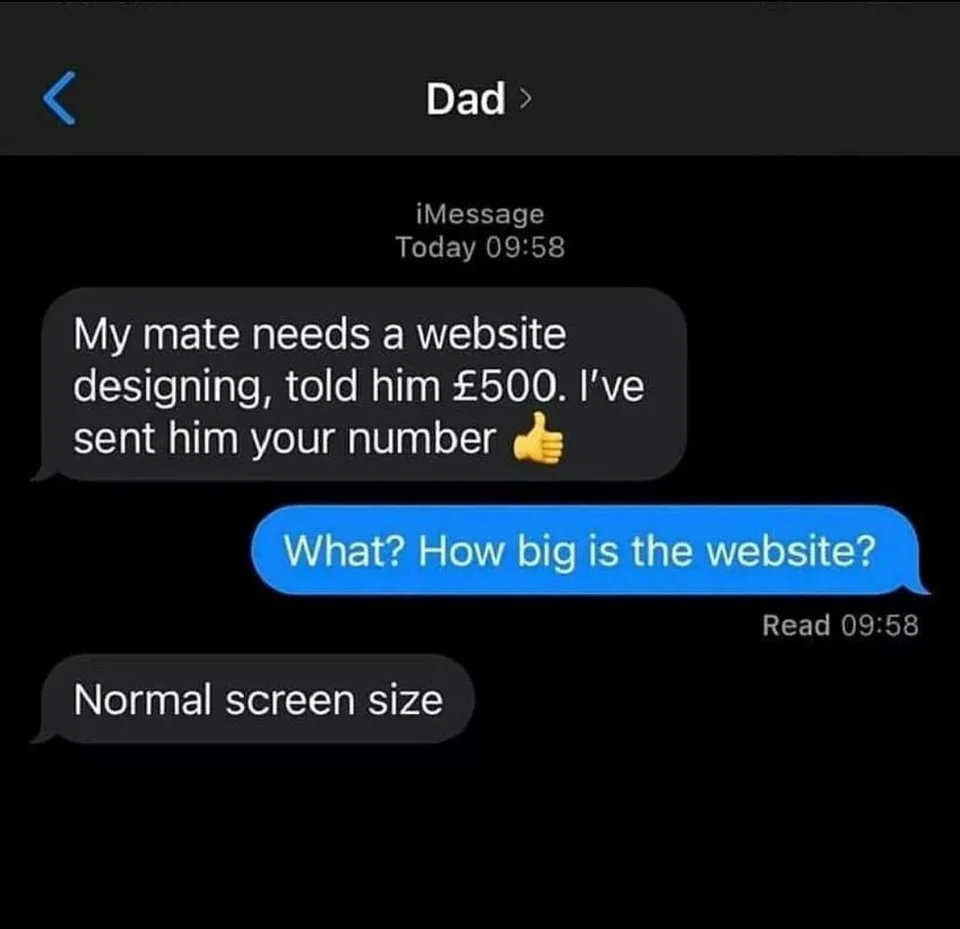 Dad
iMessage
Today 09:58
My mate needs a website
designing, told him £500. I've
sent him your number 👍
What? How big is the website?
Read 09:58
Normal screen size